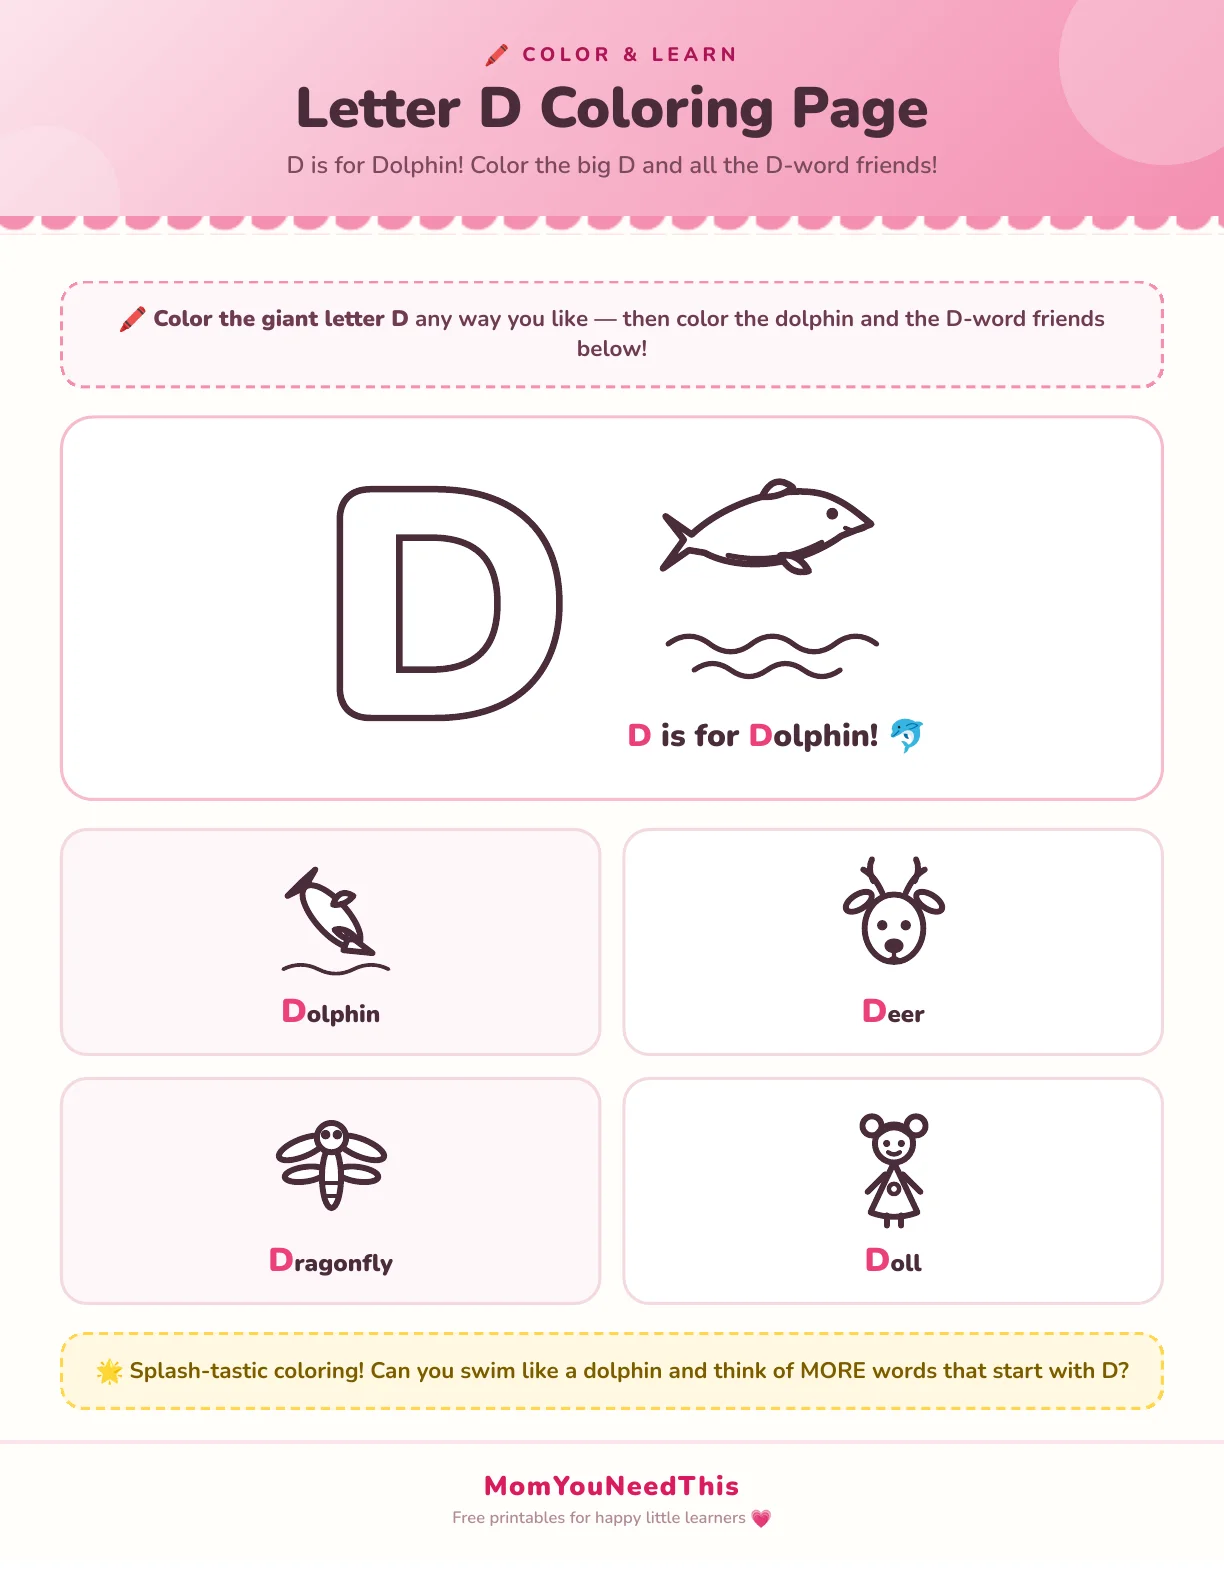 🖍️ COLOR & LEARN
Letter D Coloring Page
D is for Dolphin! Color the big D and all the D-word friends!
🖍️ Color the giant letter D any way you like — then color the dolphin and the D-word friends
below!
D
D is for Dolphin! 🐬
Dolphin
Deer
Dragonfly
Doll
🌟 Splash-tastic coloring! Can you swim like a dolphin and think of MORE words that start with D?
MomYouNeedThis
Free printables for happy little learners 💗